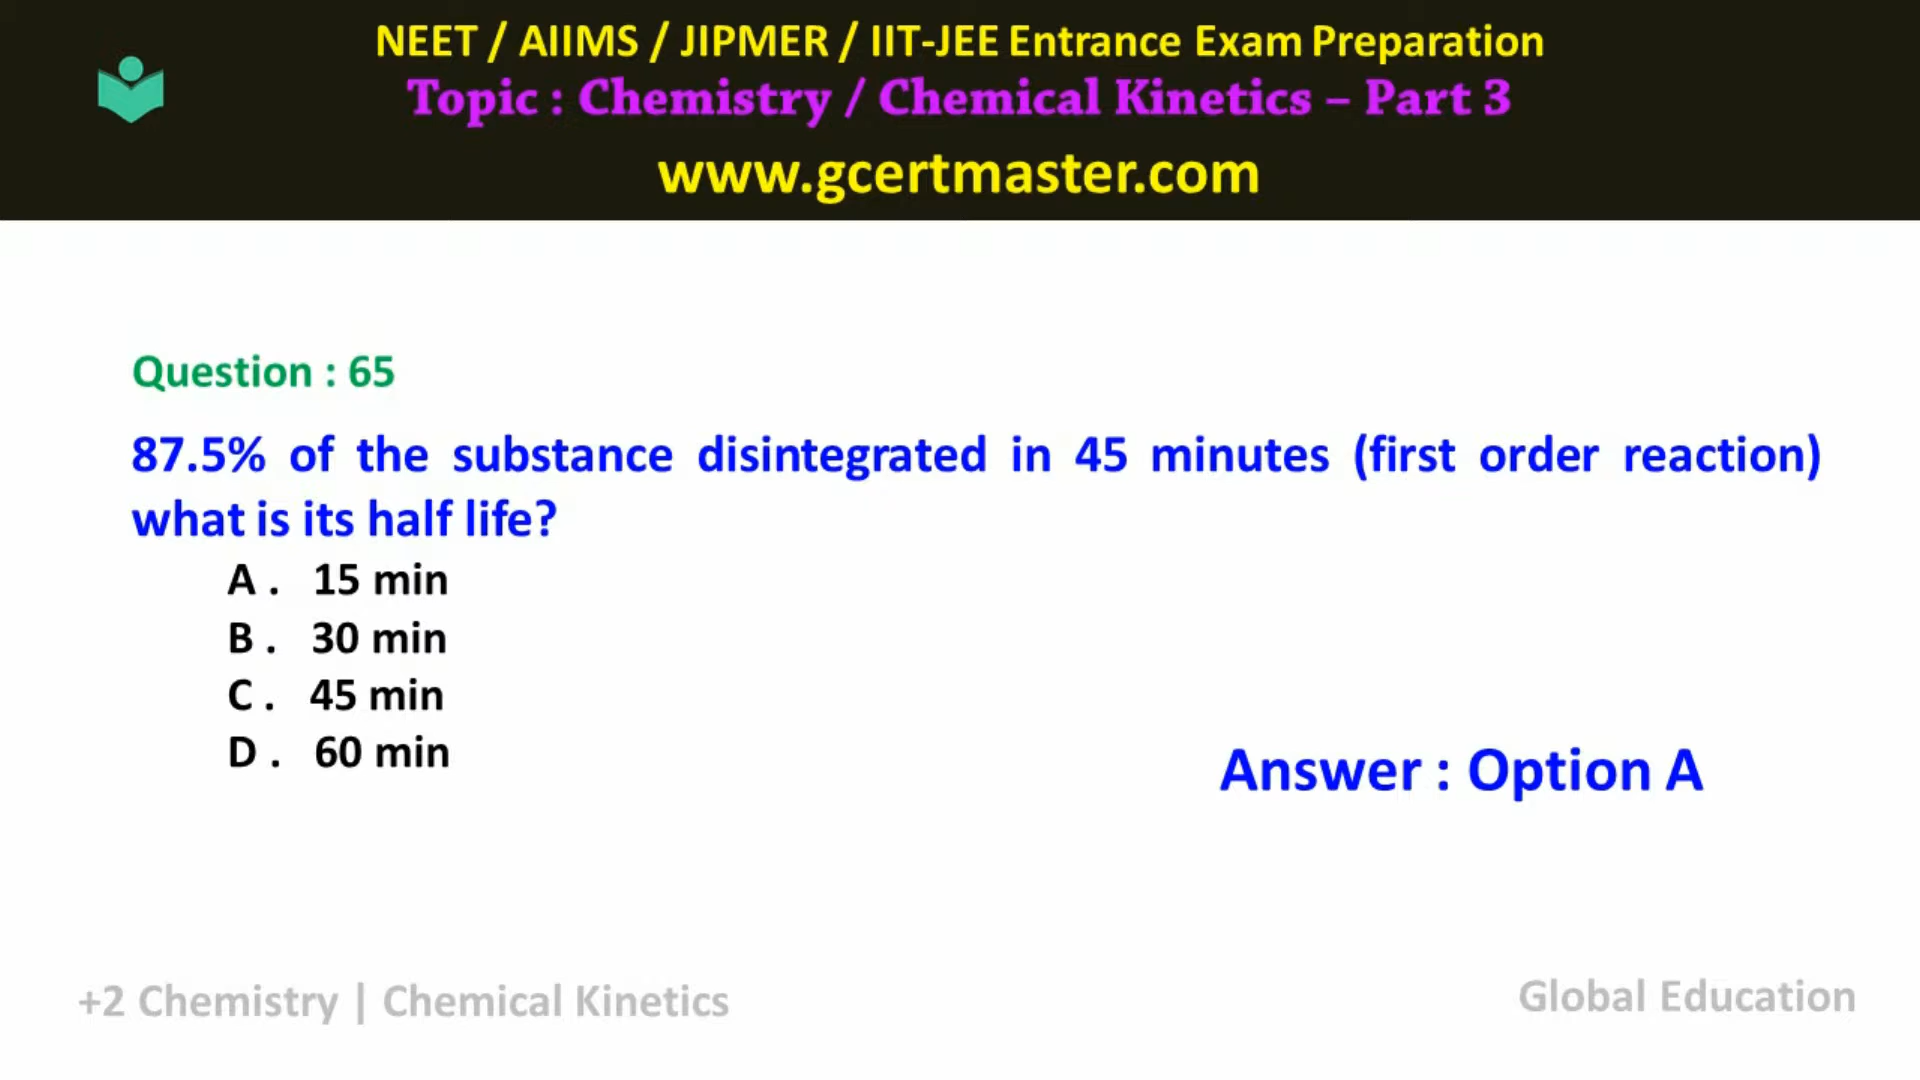 NEET / AIIMS / JIPMER / IIT-JEE Entrance Exam Preparation
Topic : Chemistry / Chemical Kinetics – Part 3
www.gcertmaster.com
Question : 65
87.5% of the substance disintegrated in 45 minutes (first order reaction)
what is its half life?
A . 15 min
B . 30 min
C . 45 min
D . 60 min
Answer : Option A
+2 Chemistry | Chemical Kinetics
Global Education